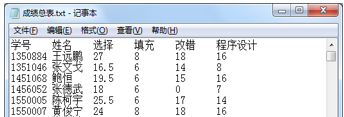 成绩总表.txt - 记事本
文件(F) 编辑(E) 格式(O) 查看(V) 帮助(H)
学号 姓名 选择 填充 改错 程序设计
1350884 王远鹏 27 8 18 16
1351046 张文戈 16.5 6 14 8
1451068 鲍恒 19.5 6 15 16
1456052 张德武 18 6 0 7
1550005 陈柯宇 25.5 6 17 14
1550007 黄俊宁 24 8 18 16